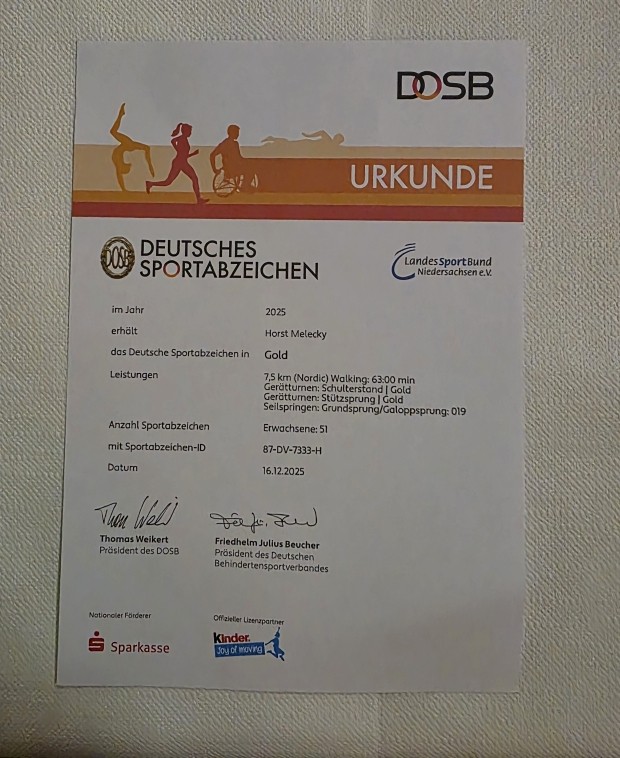 DOSB
URKUNDE
DOSB
DEUTSCHES
SPORTABZEICHEN
LandesSportBund
Niedersachsen e.V.
im Jahr 2025
erhält Horst Melecky
das Deutsche Sportabzeichen in Gold
Leistungen 7,5 km (Nordic) Walking: 63:00 min
Gerätturnen: Schulterstand | Gold
Gerätturnen: Stützsprung | Gold
Seilspringen: Grundsprung/Galoppsprung: 019
Anzahl Sportabzeichen Erwachsene: 51
mit Sportabzeichen-ID 87-DV-7333-H
Datum 16.12.2025
Thomas Weikert
Präsident des DOSB
Friedhelm Julius Beucher
Präsident des Deutschen
Behindertensportverbandes
Nationaler Förderer
Sparkasse
Offizieller Lizenzpartner
Kinder.
Joy of moving